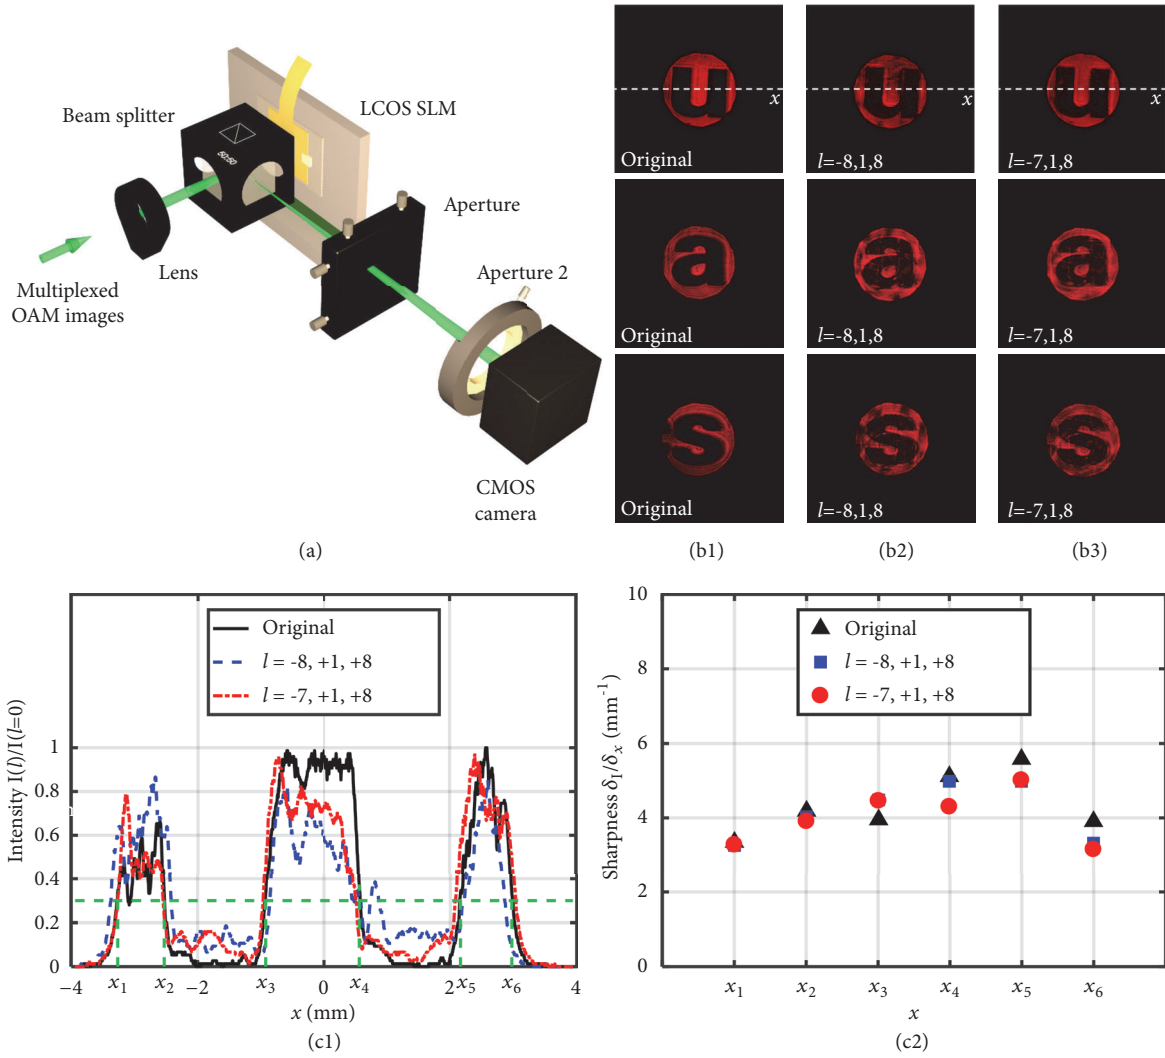 Beam splitter
LCOS SLM
50:50
Aperture
Lens
Aperture 2
Multiplexed
OAM images
CMOS
camera
(a)
u
x
Original
u
x
l=-8,1,8
u
x
l=-7,1,8
a
Original
a
l=-8,1,8
a
l=-7,1,8
s
Original
s
l=-8,1,8
s
l=-7,1,8
(b1)
(b2)
(b3)
Original
l = -8, +1, +8
l = -7, +1, +8
Intensity I(l)/I(l=0)
1
0.8
0.6
0.4
0.2
0
−4
x1
x2
−2
x3
0
x4
2
x5
x6
4
x (mm)
(c1)
Original
l = -8, +1, +8
l = -7, +1, +8
Sharpness δI/δx (mm-1)
10
8
6
4
2
0
x1
x2
x3
x4
x5
x6
x
(c2)